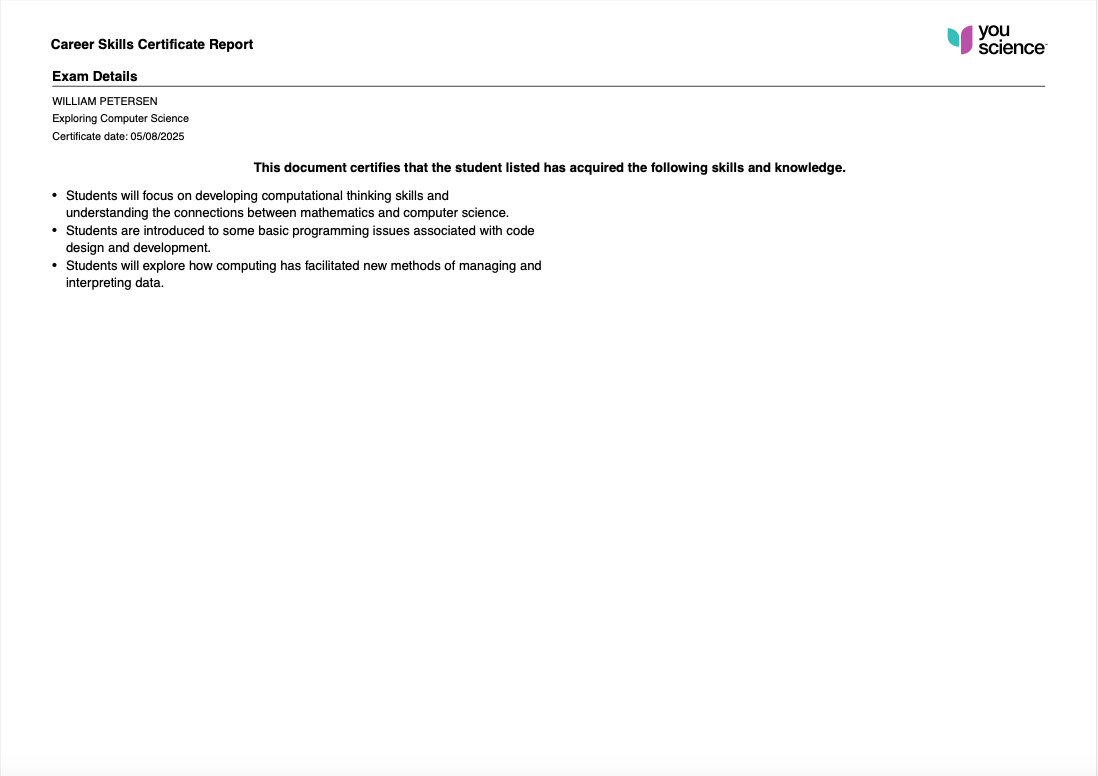 Career Skills Certificate Report
you
science™
Exam Details
WILLIAM PETERSEN
Exploring Computer Science
Certificate date: 05/08/2025
This document certifies that the student listed has acquired the following skills and knowledge.
• Students will focus on developing computational thinking skills and
understanding the connections between mathematics and computer science.
• Students are introduced to some basic programming issues associated with code
design and development.
• Students will explore how computing has facilitated new methods of managing and
interpreting data.